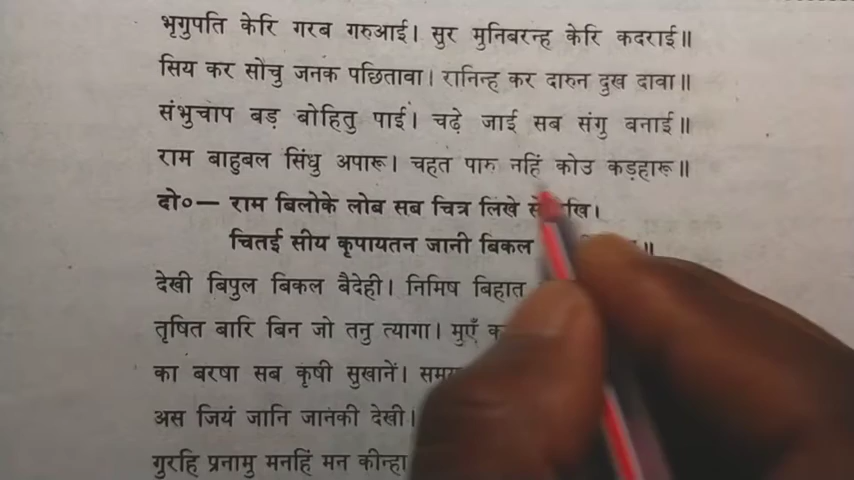 भृगुपति केरि गरब गरुआई। सुर मुनिबरन्ह केरि कदराई॥
सिय कर सोचु जनक पछितावा। रानिन्ह कर दारुन दुख दावा॥
संभुचाप बड़ बोहितु पाई। चढ़े जाई सब संगु बनाई॥
राम बाहुबल सिंधु अपारू। चहत पारु नहिं कोउ कड़हारू॥
दो०— राम बिलोके लोब सब चित्र लिखे
चितई सीय कृपायतन जानी बिकल
देखी बिपुल बिकल बैदेही। निमिष बिहात
तृषित बारि बिन जो तनु त्यागा। मुएँ
का बरषा सब कृषी सुखानें।
अस जियं जानि जानकी देखी।
गुरहि प्रनामु मनहिं मन कीन्हा